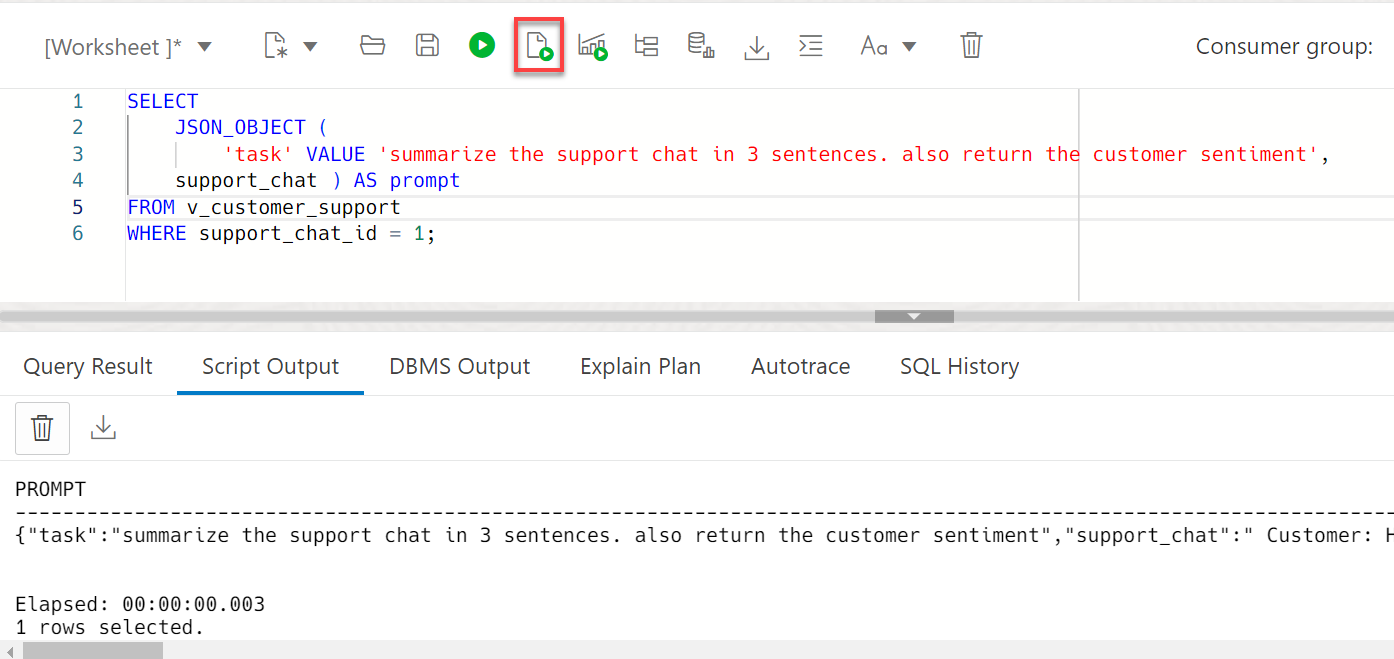 [Worksheet ]* Aa Consumer group:
1 SELECT
2 JSON_OBJECT (
3 'task' VALUE 'summarize the support chat in 3 sentences. also return the customer sentiment',
4 support_chat ) AS prompt
5 FROM v_customer_support
6 WHERE support_chat_id = 1;
Query Result Script Output DBMS Output Explain Plan Autotrace SQL History
PROMPT
--------------------------------------------------------------------------------------------------------------------
{"task":"summarize the support chat in 3 sentences. also return the customer sentiment","support_chat":" Customer: H
Elapsed: 00:00:00.003
1 rows selected.